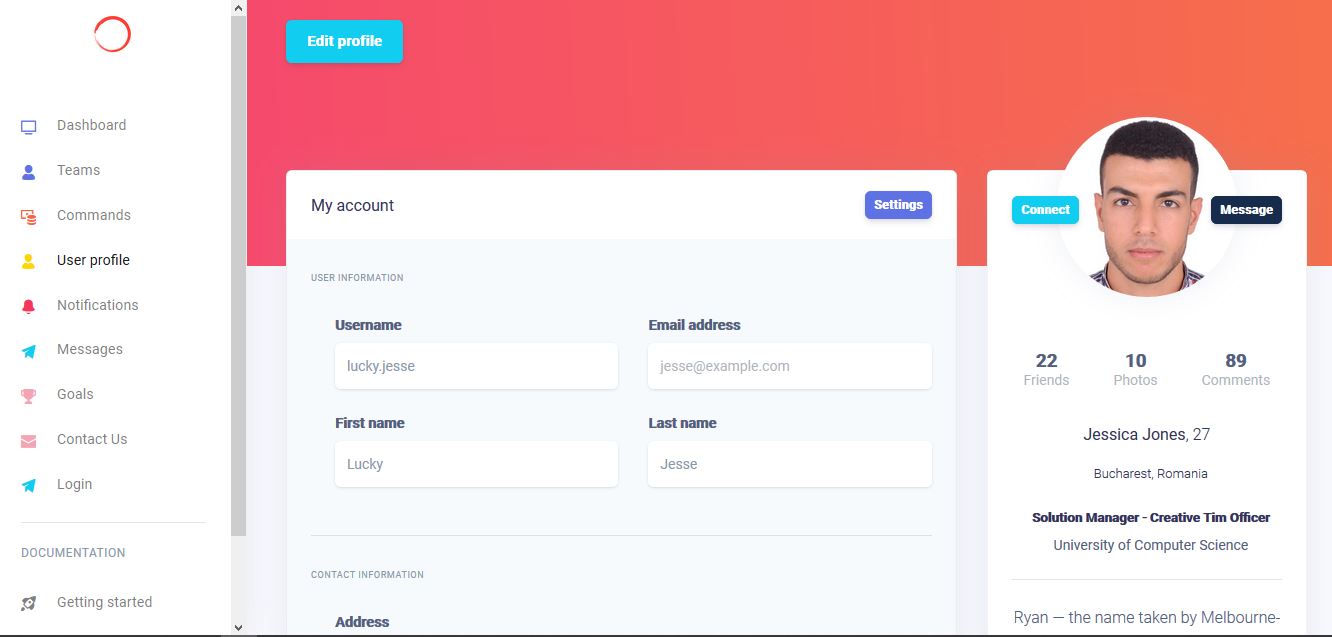 Dashboard
Teams
Commands
User profile
Notifications
Messages
Goals
Contact Us
Login
DOCUMENTATION
Getting started
Edit profile
My account
Settings
USER INFORMATION
Username
Email address
lucky.jesse
jesse@example.com
First name
Last name
Lucky
Jesse
CONTACT INFORMATION
Address
Connect
Message
22
10
89
Friends
Photos
Comments
Jessica Jones, 27
Bucharest, Romania
Solution Manager - Creative Tim Officer
University of Computer Science
Ryan — the name taken by Melbourne-